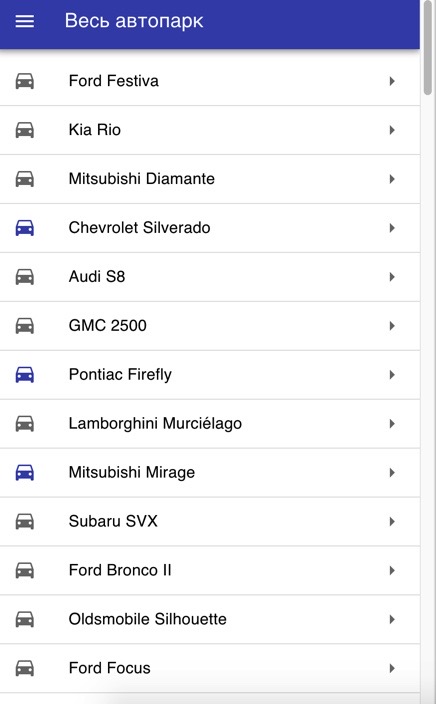 Весь автопарк
Ford Festiva
Kia Rio
Mitsubishi Diamante
Chevrolet Silverado
Audi S8
GMC 2500
Pontiac Firefly
Lamborghini Murciélago
Mitsubishi Mirage
Subaru SVX
Ford Bronco II
Oldsmobile Silhouette
Ford Focus